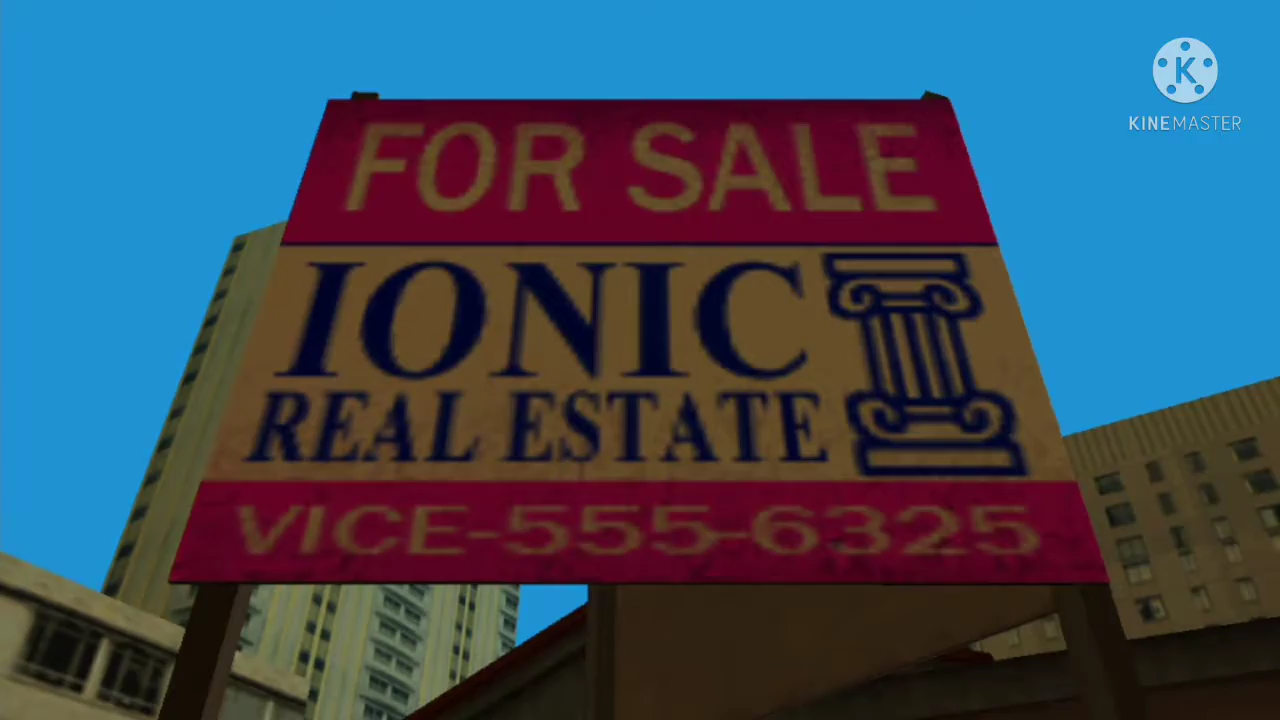 K
KINEMASTER
FOR SALE
IONIC
REAL ESTATE
VICE-555-6325